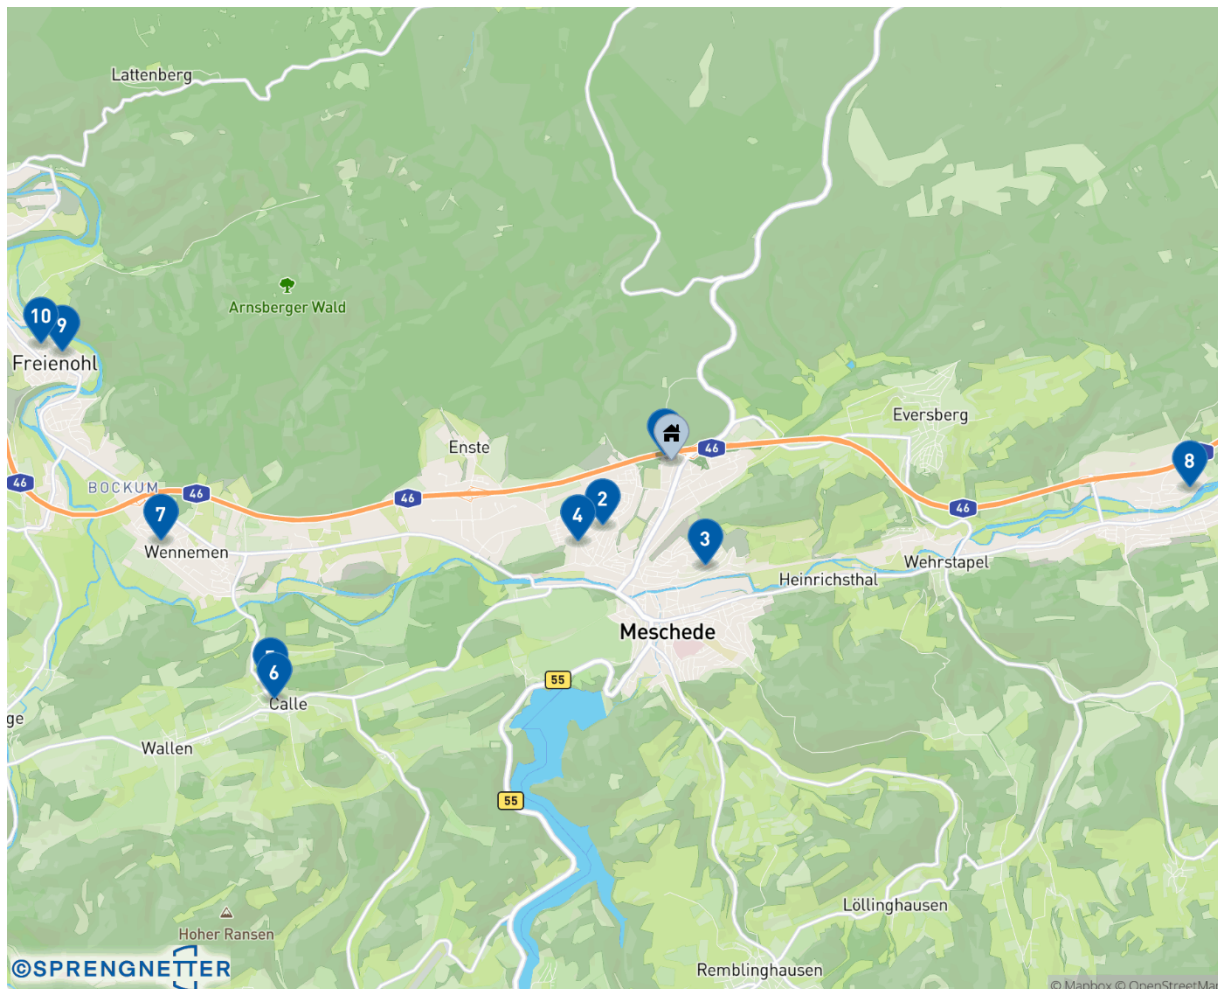 Lattenberg
Arnsberger Wald
10
9
Freienohl
Eversberg
Enste
46
46
8
46
BOCKUM
46
46
2
4
7
46
3
Wennemen
Wehrstapel
Heinrichsthal
Meschede
6
55
Calle
ge
Wallen
55
Löllinghausen
Hoher Ransen
©SPRENGNETTER
Remblinghausen
© Mapbox © OpenStreetMap